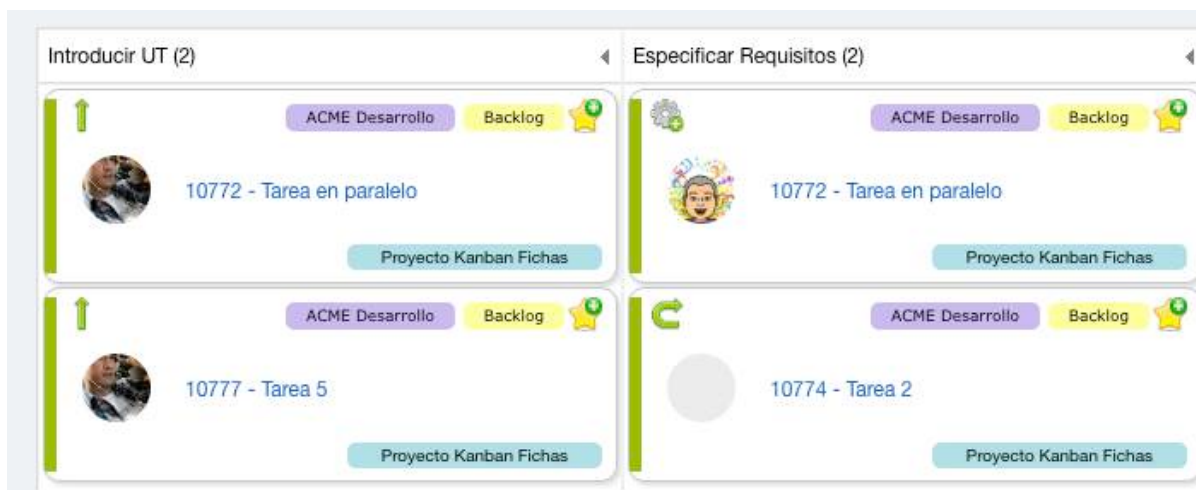 Introducir UT (2)
Especificar Requisitos (2)
ACME Desarrollo Backlog
10772 - Tarea en paralelo
Proyecto Kanban Fichas
ACME Desarrollo Backlog
10772 - Tarea en paralelo
Proyecto Kanban Fichas
ACME Desarrollo Backlog
10777 - Tarea 5
Proyecto Kanban Fichas
ACME Desarrollo Backlog
10774 - Tarea 2
Proyecto Kanban Fichas